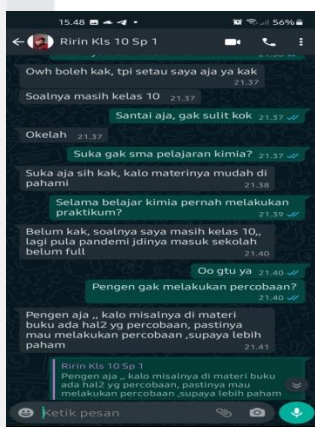 15.48
56%
Ririn Kls 10 Sp 1
Owh boleh kak, tpi setau saya aja ya kak
21.37
Soalnya masih kelas 10 21.37
Santai aja, gak sulit kok 21.37
Okelah 21.37
Suka gak sma pelajaran kimia? 21.37
Suka aja sih kak, kalo materinya mudah di
pahami 21.38
Selama belajar kimia pernah melakukan
praktikum? 21.39
Belum kak, soalnya saya masih kelas 10,,
lagi pula pandemi jdinya masuk sekolah
belum full 21.40
Oo gtu ya 21.40
Pengen gak melakukan percobaan?
21.40
Pengen aja ,, kalo misalnya di materi
buku ada hal2 yg percobaan, pastinya
mau melakukan percobaan ,supaya lebih
paham 21.41
Ririn Kls 10 Sp 1
Pengen aja ,, kalo misalnya di materi buku
ada hal2 yg percobaan, pastinya mau
melakukan percobaan ,supaya lebih paham
Ketik pesan